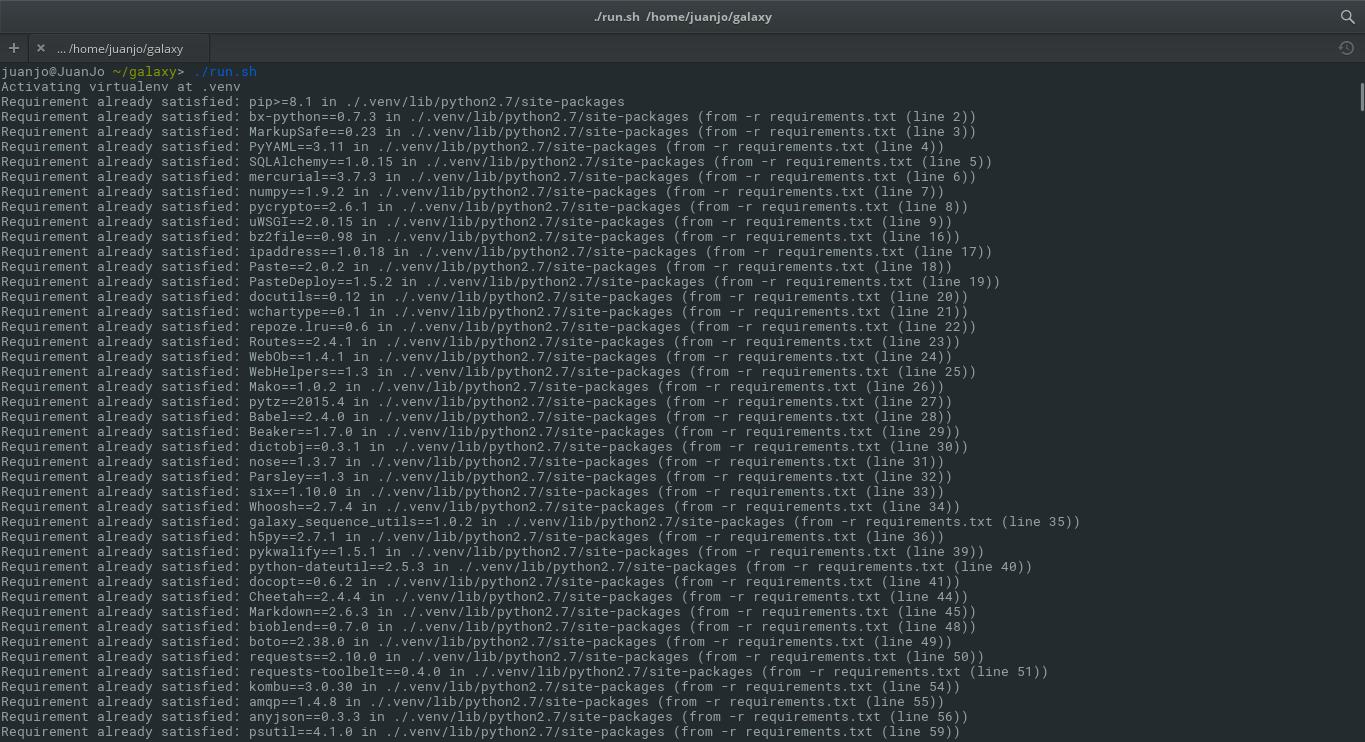 ./run.sh /home/juanjo/galaxy
+ × ... /home/juanjo/galaxy
juanjo@JuanJo ~/galaxy> ./run.sh
Activating virtualenv at .venv
Requirement already satisfied: pip>=8.1 in ./.venv/lib/python2.7/site-packages
Requirement already satisfied: bx-python==0.7.3 in ./.venv/lib/python2.7/site-packages (from -r requirements.txt (line 2))
Requirement already satisfied: MarkupSafe==0.23 in ./.venv/lib/python2.7/site-packages (from -r requirements.txt (line 3))
Requirement already satisfied: PyYAML==3.11 in ./.venv/lib/python2.7/site-packages (from -r requirements.txt (line 4))
Requirement already satisfied: SQLAlchemy==1.0.15 in ./.venv/lib/python2.7/site-packages (from -r requirements.txt (line 5))
Requirement already satisfied: mercurial==3.7.3 in ./.venv/lib/python2.7/site-packages (from -r requirements.txt (line 6))
Requirement already satisfied: numpy==1.9.2 in ./.venv/lib/python2.7/site-packages (from -r requirements.txt (line 7))
Requirement already satisfied: pycrypto==2.6.1 in ./.venv/lib/python2.7/site-packages (from -r requirements.txt (line 8))
Requirement already satisfied: uWSGI==2.0.15 in ./.venv/lib/python2.7/site-packages (from -r requirements.txt (line 9))
Requirement already satisfied: bz2file==0.98 in ./.venv/lib/python2.7/site-packages (from -r requirements.txt (line 16))
Requirement already satisfied: ipaddress==1.0.18 in ./.venv/lib/python2.7/site-packages (from -r requirements.txt (line 17))
Requirement already satisfied: Paste==2.0.2 in ./.venv/lib/python2.7/site-packages (from -r requirements.txt (line 18))
Requirement already satisfied: PasteDeploy==1.5.2 in ./.venv/lib/python2.7/site-packages (from -r requirements.txt (line 19))
Requirement already satisfied: docutils==0.12 in ./.venv/lib/python2.7/site-packages (from -r requirements.txt (line 20))
Requirement already satisfied: wchartype==0.1 in ./.venv/lib/python2.7/site-packages (from -r requirements.txt (line 21))
Requirement already satisfied: repoze.lru==0.6 in ./.venv/lib/python2.7/site-packages (from -r requirements.txt (line 22))
Requirement already satisfied: Routes==2.4.1 in ./.venv/lib/python2.7/site-packages (from -r requirements.txt (line 23))
Requirement already satisfied: WebOb==1.4.1 in ./.venv/lib/python2.7/site-packages (from -r requirements.txt (line 24))
Requirement already satisfied: WebHelpers==1.3 in ./.venv/lib/python2.7/site-packages (from -r requirements.txt (line 25))
Requirement already satisfied: Mako==1.0.2 in ./.venv/lib/python2.7/site-packages (from -r requirements.txt (line 26))
Requirement already satisfied: pytz==2015.4 in ./.venv/lib/python2.7/site-packages (from -r requirements.txt (line 27))
Requirement already satisfied: Babel==2.4.0 in ./.venv/lib/python2.7/site-packages (from -r requirements.txt (line 28))
Requirement already satisfied: Beaker==1.7.0 in ./.venv/lib/python2.7/site-packages (from -r requirements.txt (line 29))
Requirement already satisfied: dictobj==0.3.1 in ./.venv/lib/python2.7/site-packages (from -r requirements.txt (line 30))
Requirement already satisfied: nose==1.3.7 in ./.venv/lib/python2.7/site-packages (from -r requirements.txt (line 31))
Requirement already satisfied: Parsley==1.3 in ./.venv/lib/python2.7/site-packages (from -r requirements.txt (line 32))
Requirement already satisfied: six==1.10.0 in ./.venv/lib/python2.7/site-packages (from -r requirements.txt (line 33))
Requirement already satisfied: Whoosh==2.7.4 in ./.venv/lib/python2.7/site-packages (from -r requirements.txt (line 34))
Requirement already satisfied: galaxy_sequence_utils==1.0.2 in ./.venv/lib/python2.7/site-packages (from -r requirements.txt (line 35))
Requirement already satisfied: h5py==2.7.1 in ./.venv/lib/python2.7/site-packages (from -r requirements.txt (line 36))
Requirement already satisfied: pykwalify==1.5.1 in ./.venv/lib/python2.7/site-packages (from -r requirements.txt (line 39))
Requirement already satisfied: python-dateutil==2.5.3 in ./.venv/lib/python2.7/site-packages (from -r requirements.txt (line 40))
Requirement already satisfied: docopt==0.6.2 in ./.venv/lib/python2.7/site-packages (from -r requirements.txt (line 41))
Requirement already satisfied: Cheetah==2.4.4 in ./.venv/lib/python2.7/site-packages (from -r requirements.txt (line 44))
Requirement already satisfied: Markdown==2.6.3 in ./.venv/lib/python2.7/site-packages (from -r requirements.txt (line 45))
Requirement already satisfied: bioblend==0.7.0 in ./.venv/lib/python2.7/site-packages (from -r requirements.txt (line 48))
Requirement already satisfied: boto==2.38.0 in ./.venv/lib/python2.7/site-packages (from -r requirements.txt (line 49))
Requirement already satisfied: requests==2.10.0 in ./.venv/lib/python2.7/site-packages (from -r requirements.txt (line 50))
Requirement already satisfied: requests-toolbelt==0.4.0 in ./.venv/lib/python2.7/site-packages (from -r requirements.txt (line 51))
Requirement already satisfied: kombu==3.0.30 in ./.venv/lib/python2.7/site-packages (from -r requirements.txt (line 54))
Requirement already satisfied: amqp==1.4.8 in ./.venv/lib/python2.7/site-packages (from -r requirements.txt (line 55))
Requirement already satisfied: anyjson==0.3.3 in ./.venv/lib/python2.7/site-packages (from -r requirements.txt (line 56))
Requirement already satisfied: psutil==4.1.0 in ./.venv/lib/python2.7/site-packages (from -r requirements.txt (line 59))